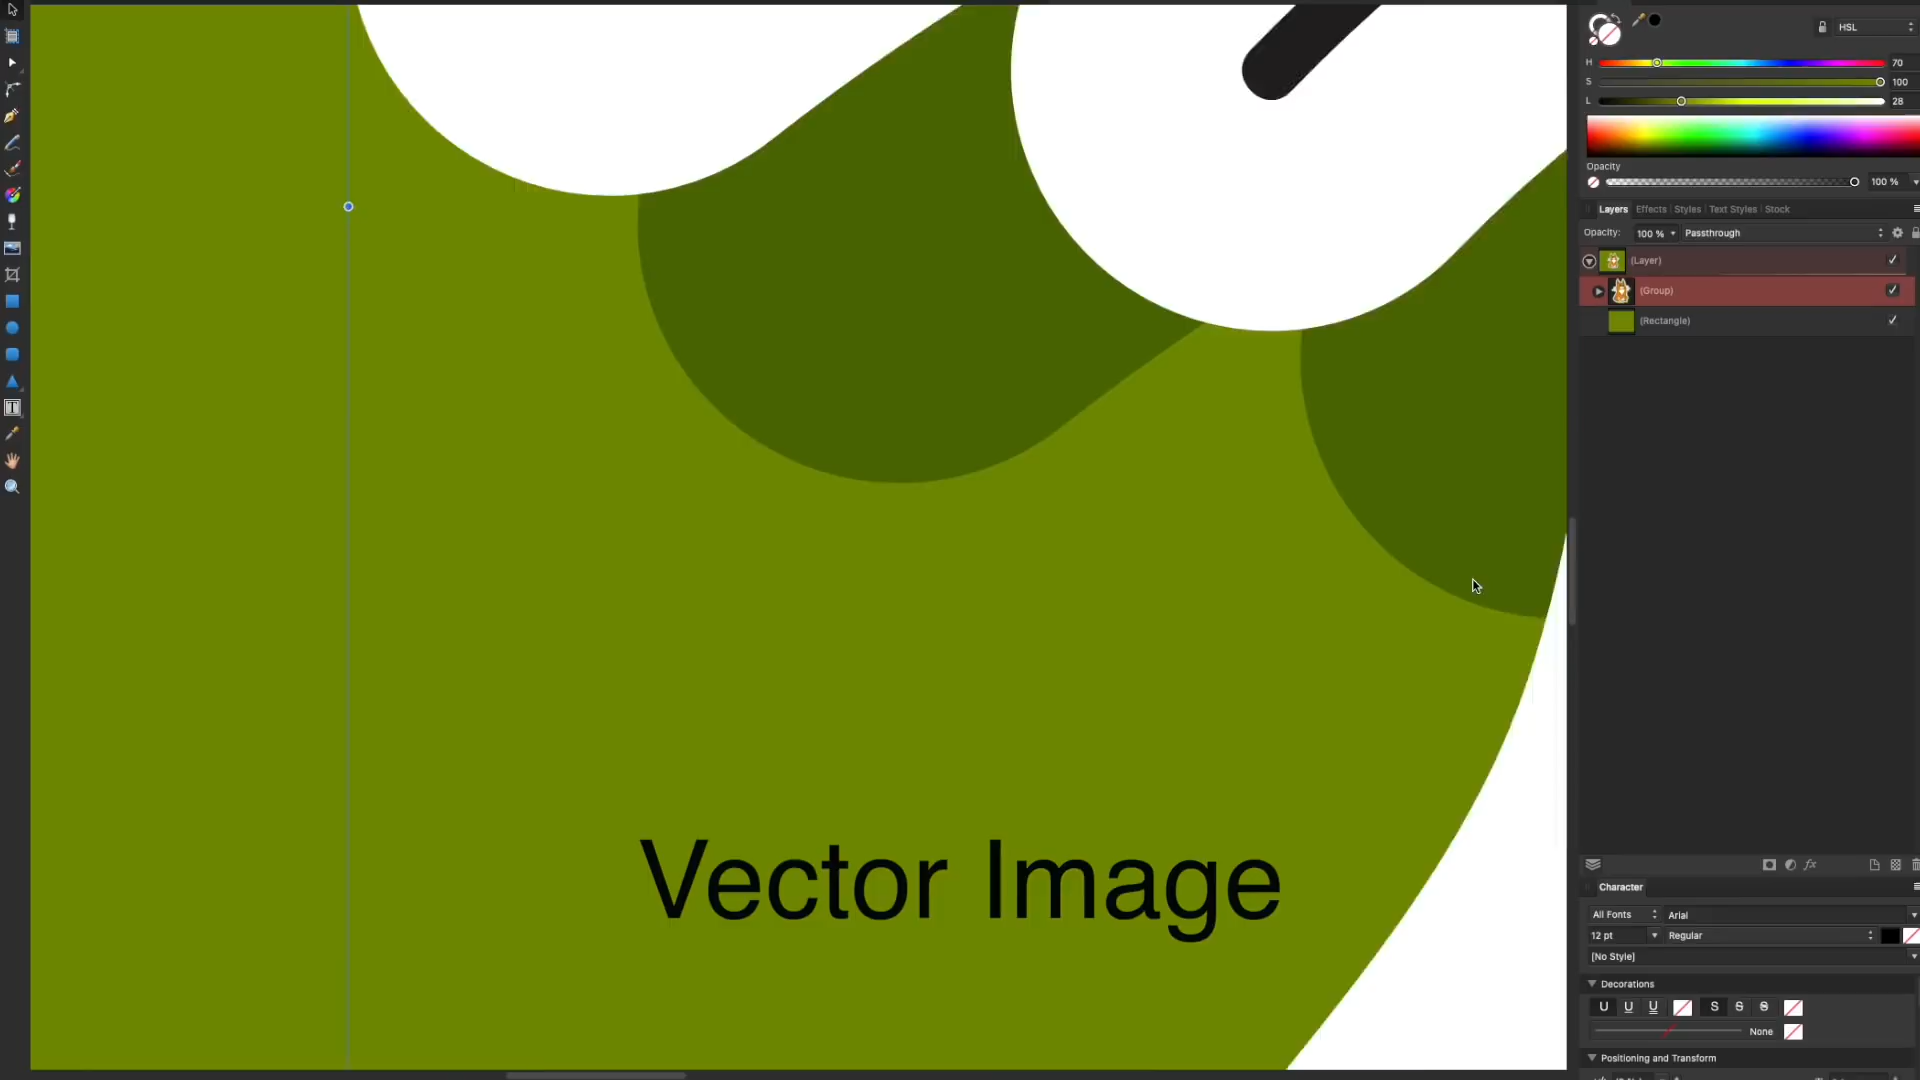 HSL
H 70
S 100
L 28
Opacity
100 %
Layers Effects Styles Text Styles Stock
Opacity: 100 % Passthrough
(Layer)
(Group)
(Rectangle)
Vector Image
fx
Character
All Fonts Arial
12 pt Regular
[No Style]
Decorations
U U U S S S
None
Positioning and Transform